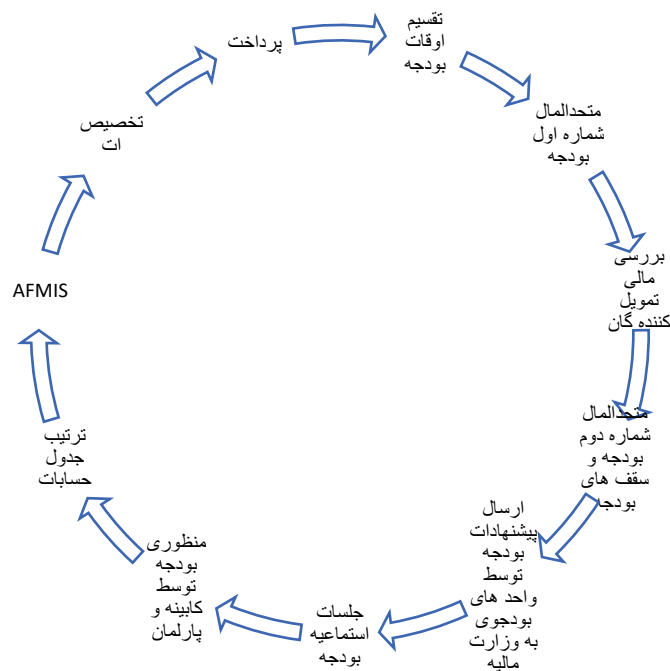 تقسیم
اوقات
بودجه
متحدالمال
شماره اول
بودجه
بررسی
مالی
تمویل
کننده گان
متحدالمال
شماره دوم
بودجه و
سقف های
بودجه
ارسال
پیشنهادات
بودجه
توسط
واحد های
بودجوی
به وزارت
مالیه
جلسات
استماعیه
بودجه
منظوری
بودجه
توسط
کابینه و
پارلمان
ترتیب
جدول
حسابات
AFMIS
تخصیص
ات
پرداخت